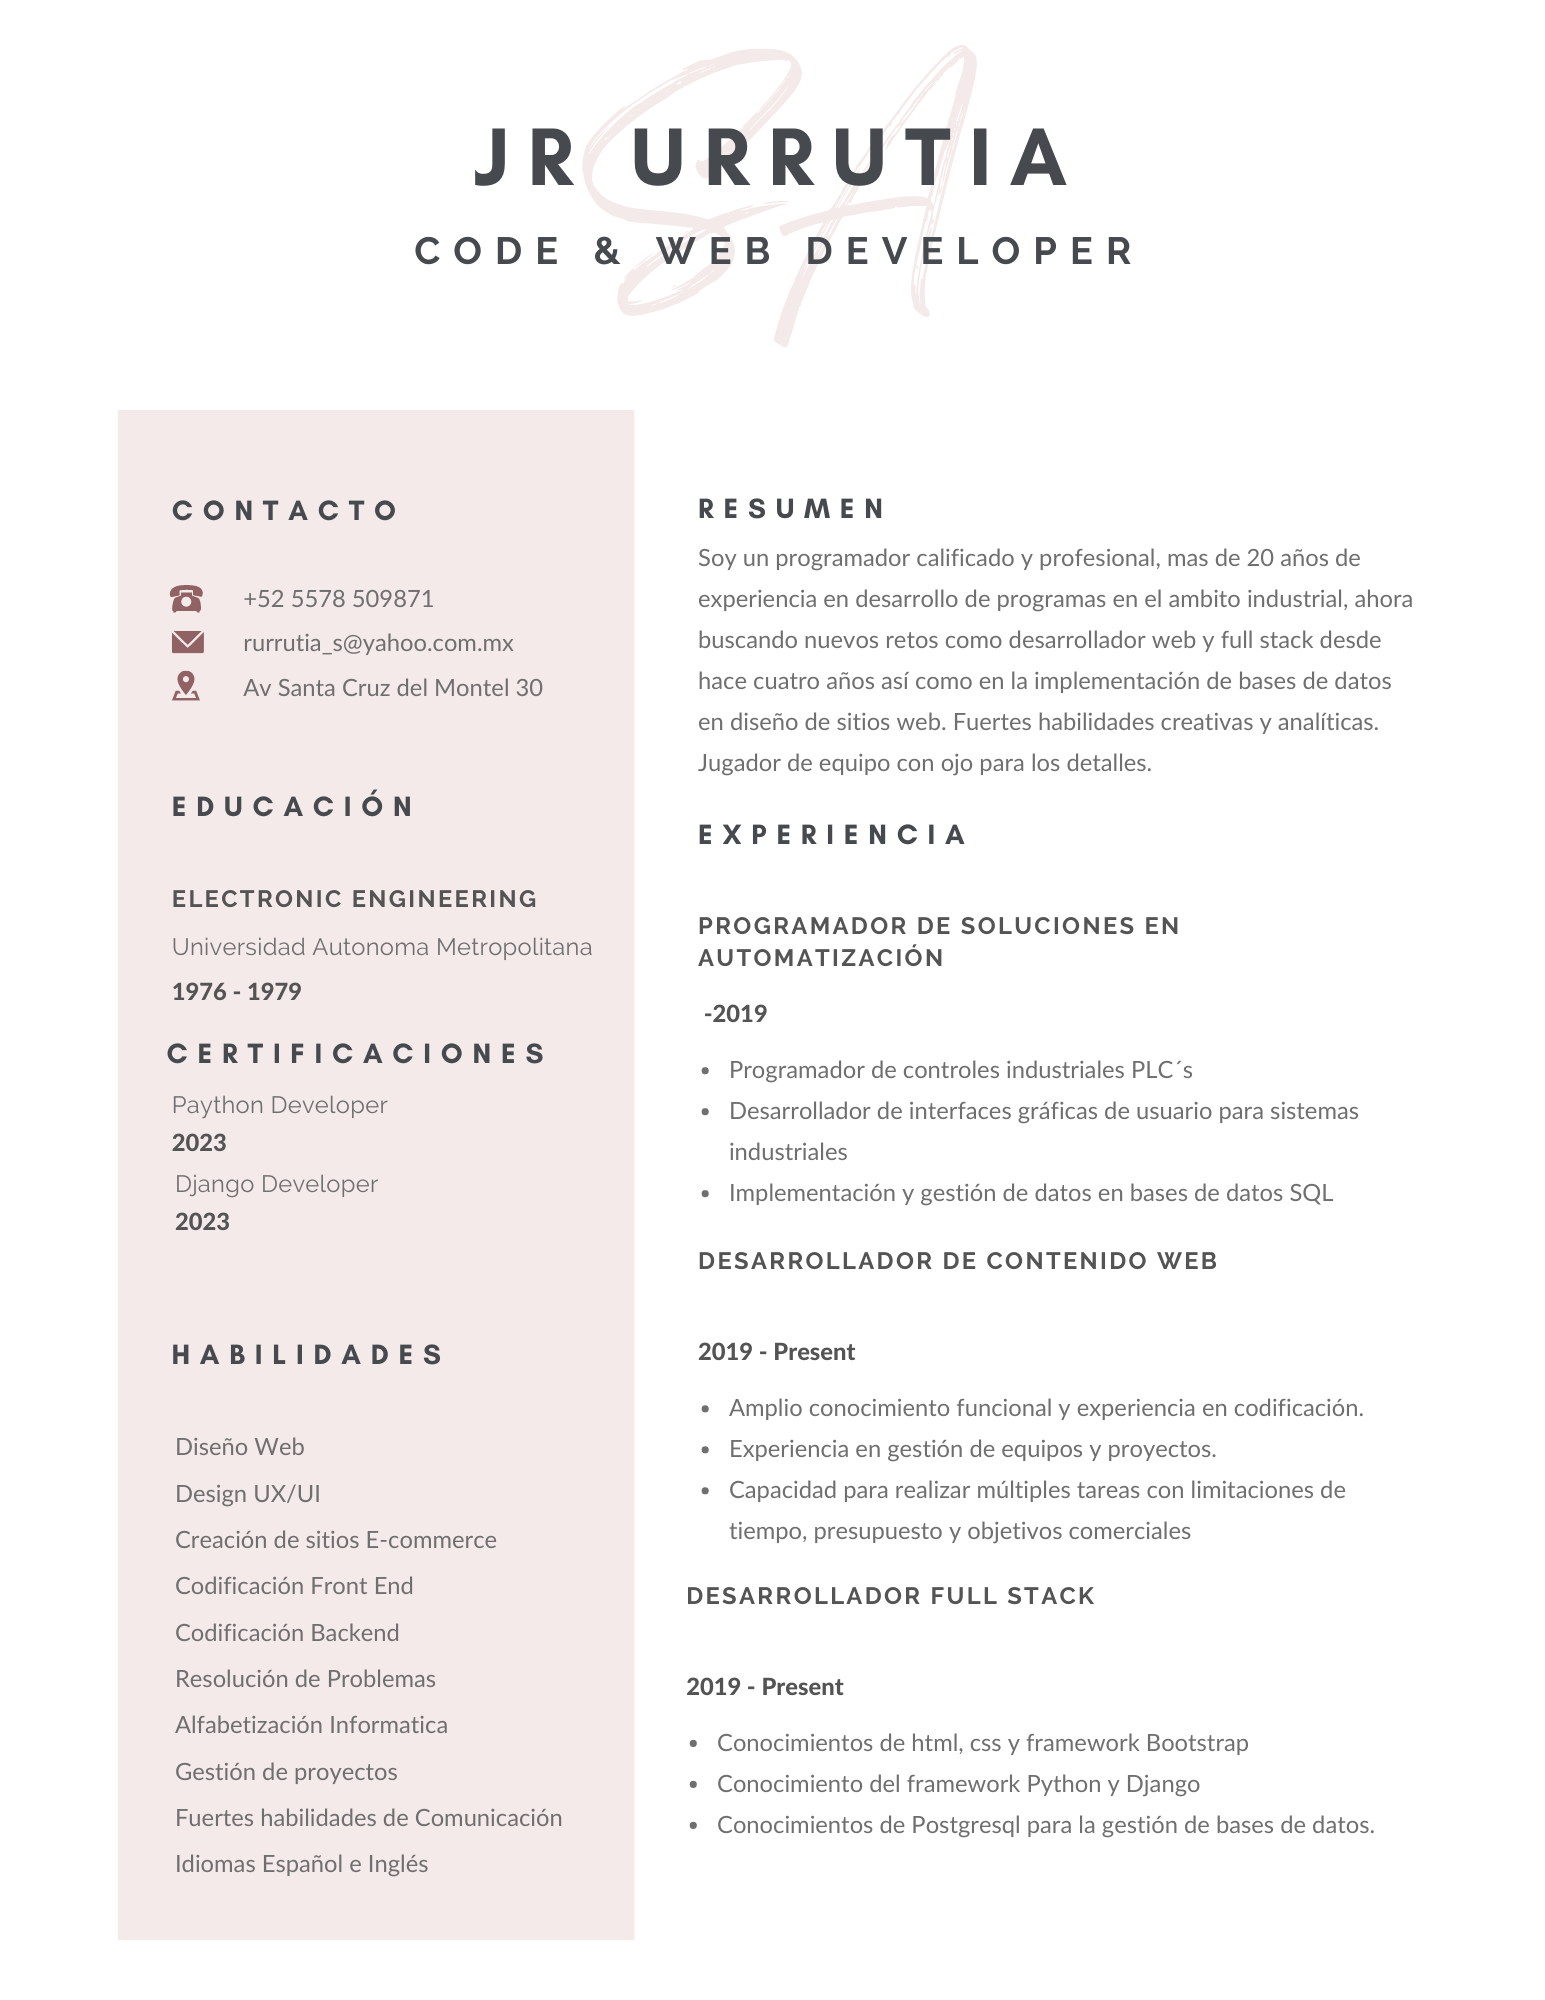 SA
JR URRUTIA
CODE & WEB DEVELOPER
CONTACTO
+52 5578 509871
rurrutia_s@yahoo.com.mx
Av Santa Cruz del Montel 30
EDUCACIÓN
ELECTRONIC ENGINEERING
Universidad Autonoma Metropolitana
1976 - 1979
CERTIFICACIONES
Paython Developer
2023
Django Developer
2023
HABILIDADES
Diseño Web
Design UX/UI
Creación de sitios E-commerce
Codificación Front End
Codificación Backend
Resolución de Problemas
Alfabetización Informatica
Gestión de proyectos
Fuertes habilidades de Comunicación
Idiomas Español e Inglés
RESUMEN
Soy un programador calificado y profesional, mas de 20 años de
experiencia en desarrollo de programas en el ambito industrial, ahora
buscando nuevos retos como desarrollador web y full stack desde
hace cuatro años así como en la implementación de bases de datos
en diseño de sitios web. Fuertes habilidades creativas y analíticas.
Jugador de equipo con ojo para los detalles.
EXPERIENCIA
PROGRAMADOR DE SOLUCIONES EN
AUTOMATIZACIÓN
-2019
• Programador de controles industriales PLC´s
• Desarrollador de interfaces gráficas de usuario para sistemas
industriales
• Implementación y gestión de datos en bases de datos SQL
DESARROLLADOR DE CONTENIDO WEB
2019 - Present
• Amplio conocimiento funcional y experiencia en codificación.
• Experiencia en gestión de equipos y proyectos.
• Capacidad para realizar múltiples tareas con limitaciones de
tiempo, presupuesto y objetivos comerciales
DESARROLLADOR FULL STACK
2019 - Present
• Conocimientos de html, css y framework Bootstrap
• Conocimiento del framework Python y Django
• Conocimientos de Postgresql para la gestión de bases de datos.